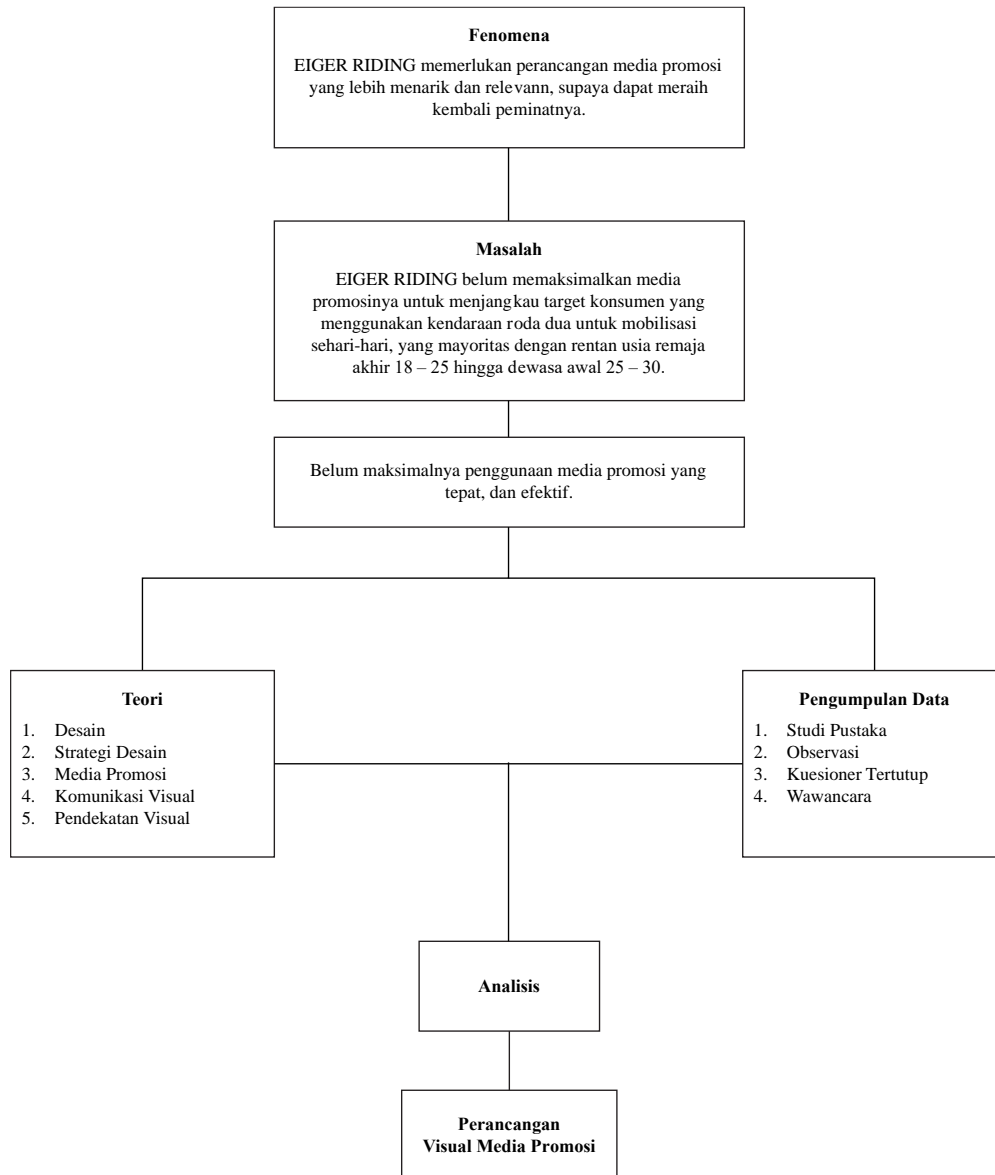 Fenomena
EIGER RIDING memerlukan perancangan media promosi
yang lebih menarik dan relevann, supaya dapat meraih
kembali peminatnya.
Masalah
EIGER RIDING belum memaksimalkan media
promosinya untuk menjangkau target konsumen yang
menggunakan kendaraan roda dua untuk mobilisasi
sehari-hari, yang mayoritas dengan rentan usia remaja
akhir 18 – 25 hingga dewasa awal 25 – 30.
Belum maksimalnya penggunaan media promosi yang
tepat, dan efektif.
Teori
1. Desain
2. Strategi Desain
3. Media Promosi
4. Komunikasi Visual
5. Pendekatan Visual
Pengumpulan Data
1. Studi Pustaka
2. Observasi
3. Kuesioner Tertutup
4. Wawancara
Analisis
Perancangan
Visual Media Promosi